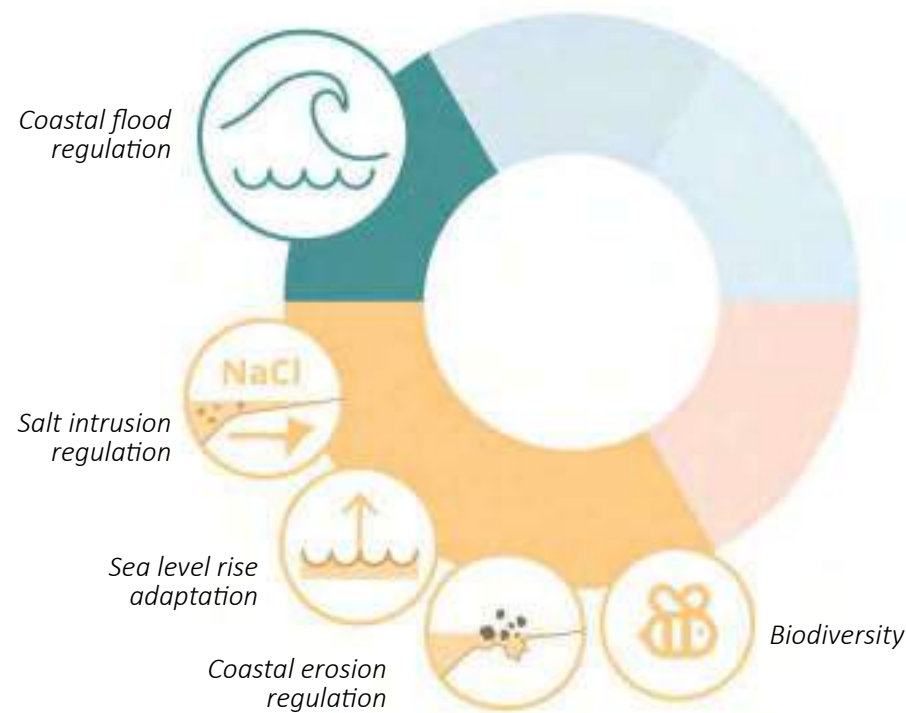 Coastal flood
regulation
NaCl
Salt intrusion
regulation
Sea level rise
adaptation
Biodiversity
Coastal erosion
regulation